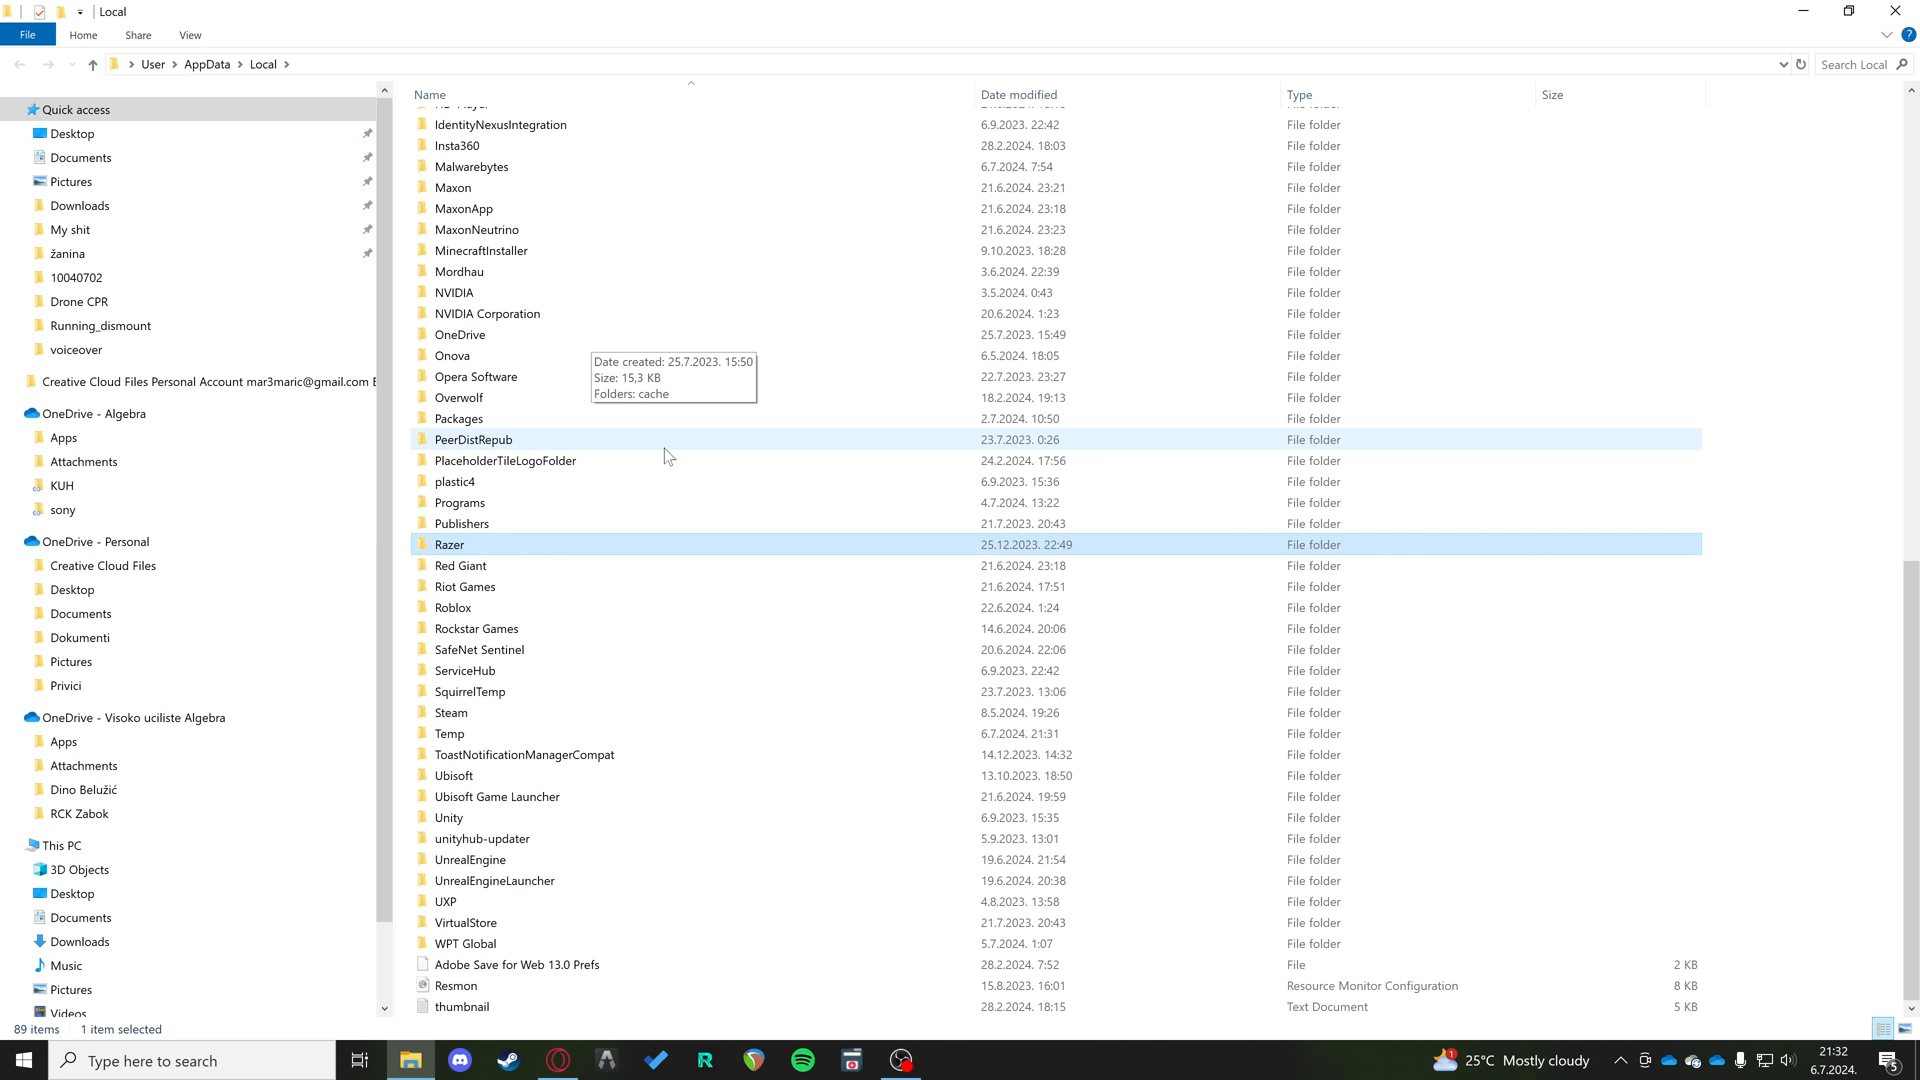 Local
File Home Share View
User AppData Local
Search Local
Name Date modified Type Size
Quick access
Desktop
Documents
Pictures
Downloads
My shit
žanina
10040702
Drone CPR
Running_dismount
voiceover
Creative Cloud Files Personal Account mar3maric@gmail.com
OneDrive - Algebra
Apps
Attachments
KUH
sony
OneDrive - Personal
Creative Cloud Files
Desktop
Documents
Dokumenti
Pictures
Privici
OneDrive - Visoko uciliste Algebra
Apps
Attachments
Dino Belužić
RCK Zabok
This PC
3D Objects
Desktop
Documents
Downloads
Music
Pictures
Videos
IdentityNexusIntegration 6.9.2023. 22:42 File folder
Insta360 28.2.2024. 18:03 File folder
Malwarebytes 6.7.2024. 7:54 File folder
Maxon 21.6.2024. 23:21 File folder
MaxonApp 21.6.2024. 23:18 File folder
MaxonNeutrino 21.6.2024. 23:23 File folder
MinecraftInstaller 9.10.2023. 18:28 File folder
Mordhau 3.6.2024. 22:39 File folder
NVIDIA 3.5.2024. 0:43 File folder
NVIDIA Corporation 20.6.2024. 1:23 File folder
OneDrive 25.7.2023. 15:49 File folder
Onova 6.5.2024. 18:05 File folder
Opera Software 22.7.2023. 23:27 File folder
Overwolf 18.2.2024. 19:13 File folder
Date created: 25.7.2023. 15:50
Size: 15,3 KB
Folders: cache
Packages 2.7.2024. 10:50 File folder
PeerDistRepub 23.7.2023. 0:26 File folder
PlaceholderTileLogoFolder 24.2.2024. 17:56 File folder
plastic4 6.9.2023. 15:36 File folder
Programs 4.7.2024. 13:22 File folder
Publishers 21.7.2023. 20:43 File folder
Razer 25.12.2023. 22:49 File folder
Red Giant 21.6.2024. 23:18 File folder
Riot Games 21.6.2024. 17:51 File folder
Roblox 22.6.2024. 1:24 File folder
Rockstar Games 14.6.2024. 20:06 File folder
SafeNet Sentinel 20.6.2024. 22:06 File folder
ServiceHub 6.9.2023. 22:42 File folder
SquirrelTemp 23.7.2023. 13:06 File folder
Steam 8.5.2024. 19:26 File folder
Temp 6.7.2024. 21:31 File folder
ToastNotificationManagerCompat 14.12.2023. 14:32 File folder
Ubisoft 13.10.2023. 18:50 File folder
Ubisoft Game Launcher 21.6.2024. 19:59 File folder
Unity 6.9.2023. 15:35 File folder
unityhub-updater 5.9.2023. 13:01 File folder
UnrealEngine 19.6.2024. 21:54 File folder
UnrealEngineLauncher 19.6.2024. 20:38 File folder
UXP 4.8.2023. 13:58 File folder
VirtualStore 21.7.2023. 20:43 File folder
WPT Global 5.7.2024. 1:07 File folder
Adobe Save for Web 13.0 Prefs 28.2.2024. 7:52 File 2 KB
Resmon 15.8.2023. 16:01 Resource Monitor Configuration 8 KB
thumbnail 28.2.2024. 18:15 Text Document 5 KB
89 items 1 item selected
Type here to search
25°C Mostly cloudy
21:32
6.7.2024.
5